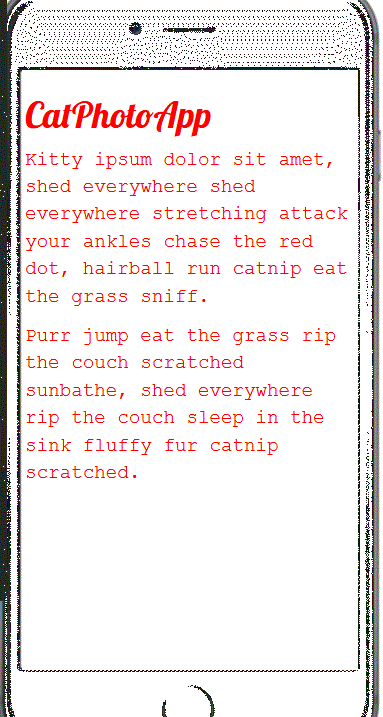 CatPhotoApp
Kitty ipsum dolor sit amet,
shed everywhere shed
everywhere stretching attack
your ankles chase the red
dot, hairball run catnip eat
the grass sniff.
Purr jump eat the grass rip
the couch scratched
sunbathe, shed everywhere
rip the couch sleep in the
sink fluffy fur catnip
scratched.